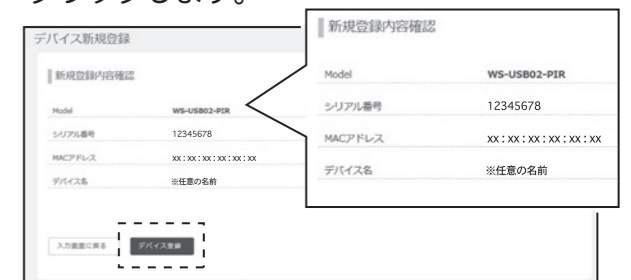 クリックします。
デバイス新規登録
新規登録内容確認
Model WS-USB02-PIR
シリアル番号 12345678
MACアドレス xx:xx:xx:xx:xx:xx
デバイス名 ※任意の名前
入力画面に戻る デバイス登録
新規登録内容確認
Model WS-USB02-PIR
シリアル番号 12345678
MACアドレス xx:xx:xx:xx:xx:xx
デバイス名 ※任意の名前